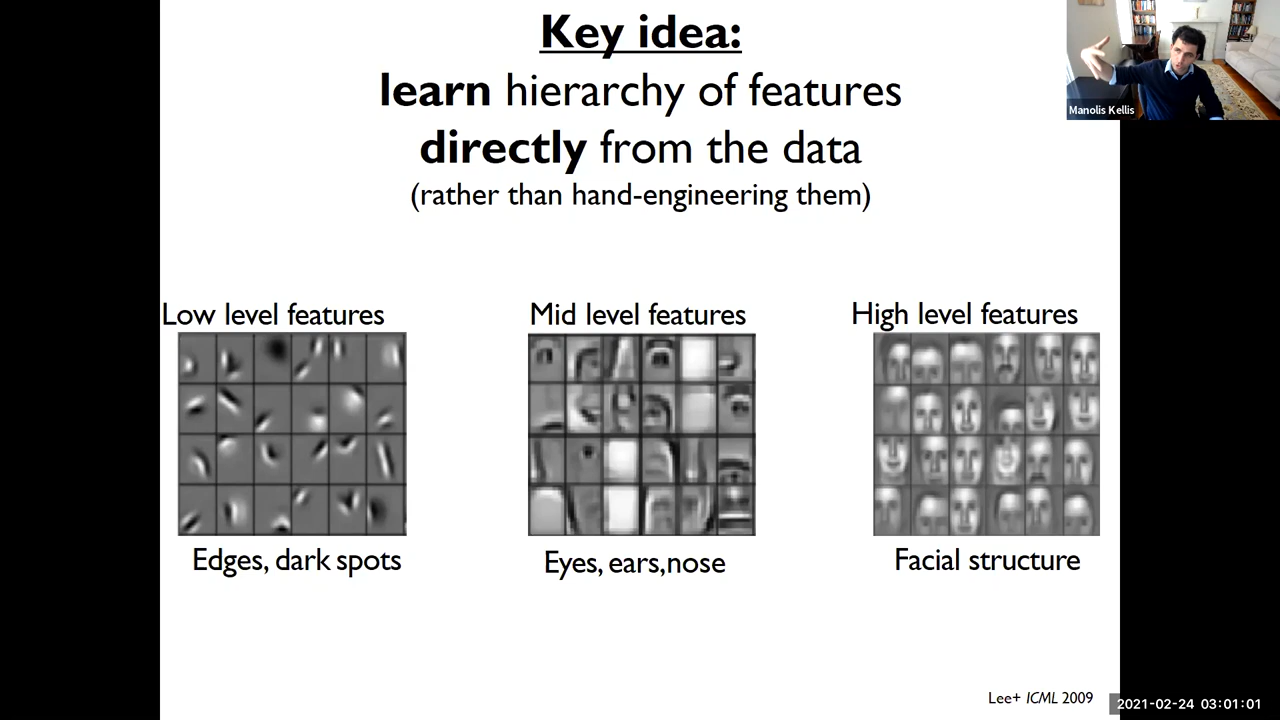 Key idea:
learn hierarchy of features
directly from the data
(rather than hand-engineering them)
Manolis Kellis
Low level features
Mid level features
High level features
Edges, dark spots
Eyes, ears,nose
Facial structure
Lee+ ICML 2009
2021-02-24 03:01:01